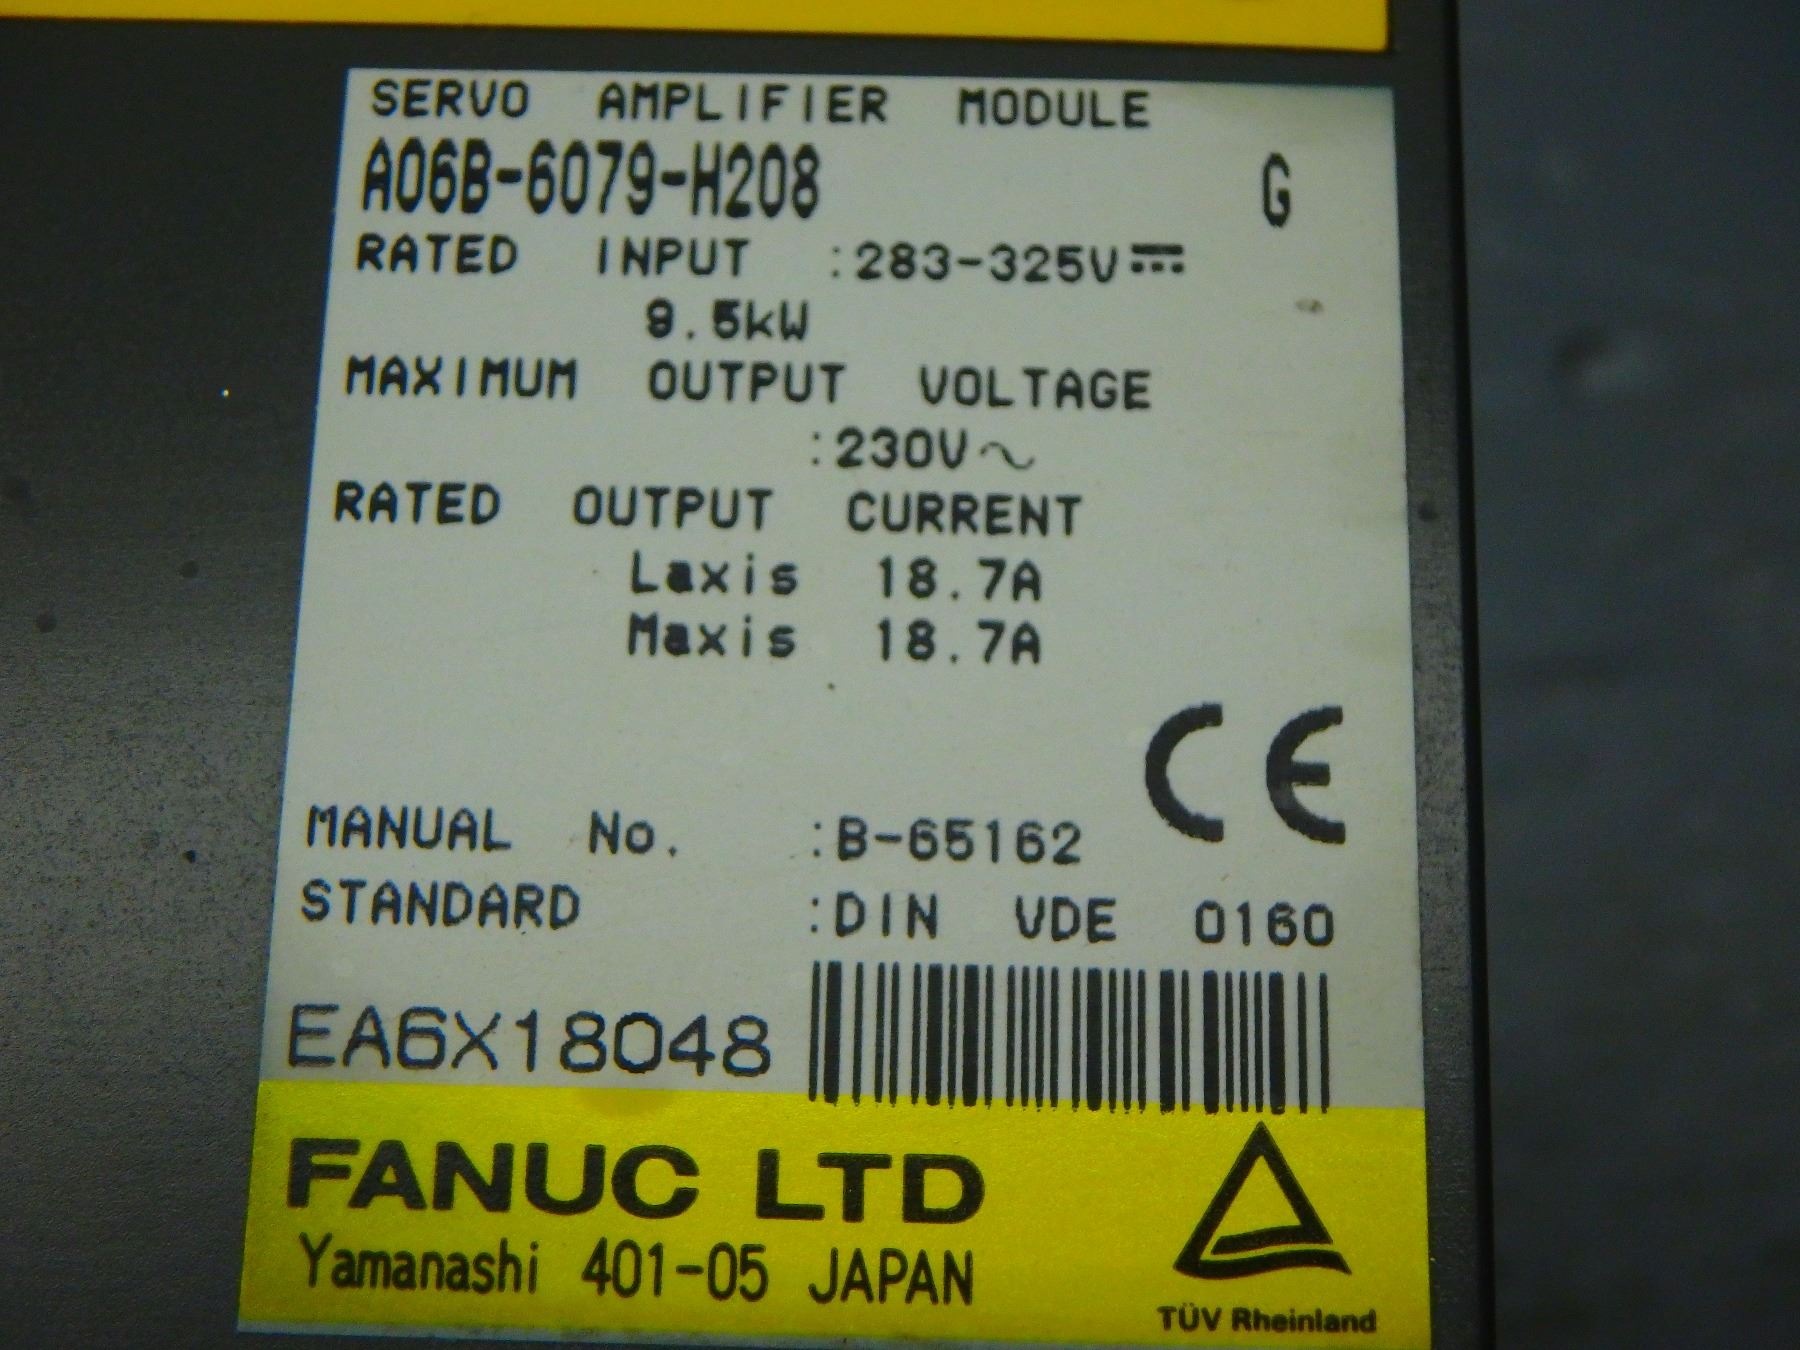 SERVO AMPLIFIER MODULE
A06B-6079-H208 G
RATED INPUT :283-325V⎓
9.5kW
MAXIMUM OUTPUT VOLTAGE
:230V~
RATED OUTPUT CURRENT
Laxis 18.7A
Maxis 18.7A
CE
MANUAL No. :B-65162
STANDARD :DIN VDE 0160
EA6X18048
FANUC LTD
Yamanashi 401-05 JAPAN
TÜV Rheinland